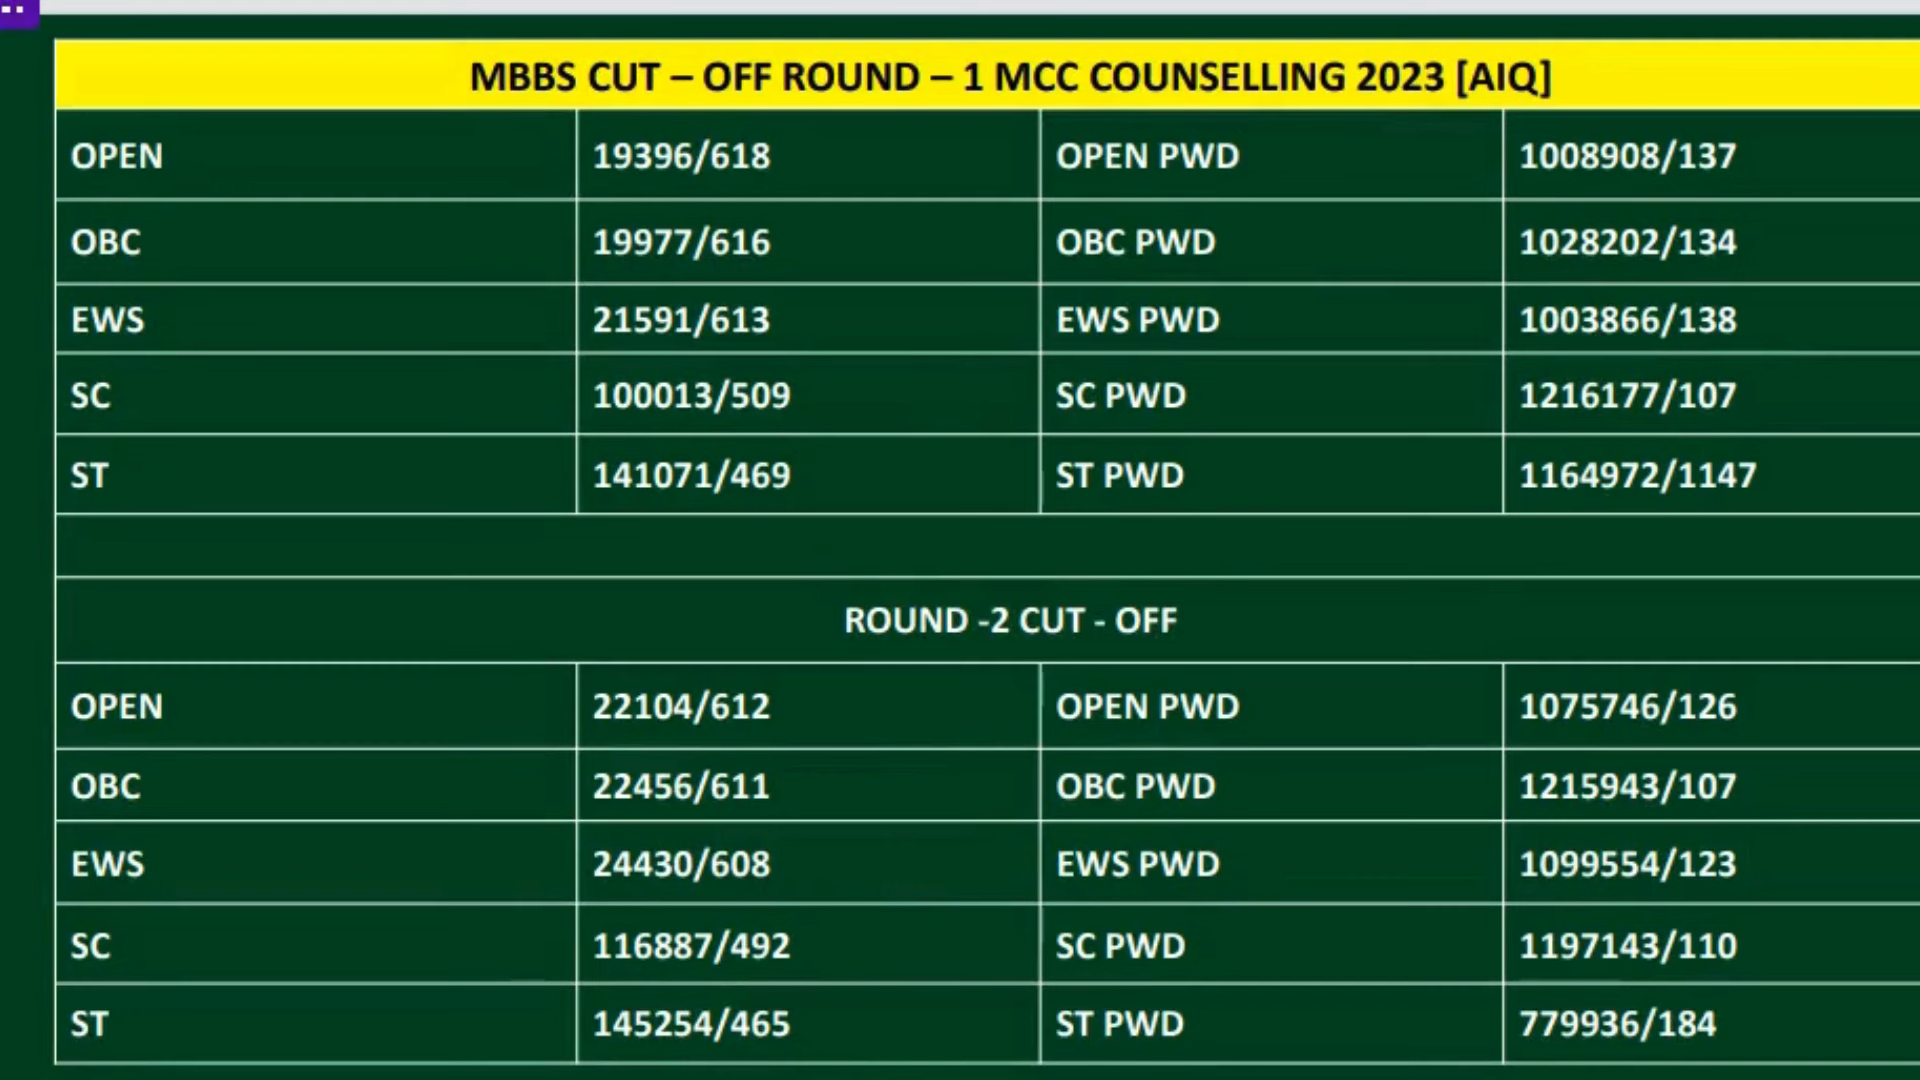 MBBS CUT – OFF ROUND – 1 MCC COUNSELLING 2023 [AIQ]
OPEN 19396/618 OPEN PWD 1008908/137
OBC 19977/616 OBC PWD 1028202/134
EWS 21591/613 EWS PWD 1003866/138
SC 100013/509 SC PWD 1216177/107
ST 141071/469 ST PWD 1164972/1147
ROUND -2 CUT - OFF
OPEN 22104/612 OPEN PWD 1075746/126
OBC 22456/611 OBC PWD 1215943/107
EWS 24430/608 EWS PWD 1099554/123
SC 116887/492 SC PWD 1197143/110
ST 145254/465 ST PWD 779936/184